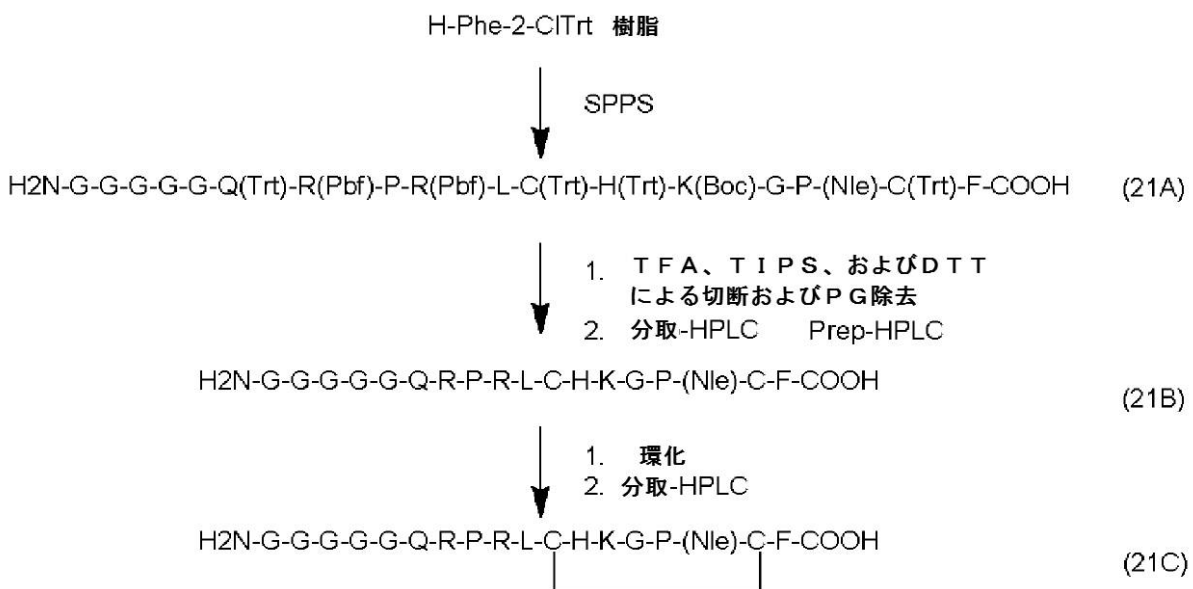 H-Phe-2-ClTrt 樹脂
SPPS
H2N-G-G-G-G-G-Q(Trt)-R(Pbf)-P-R(Pbf)-L-C(Trt)-H(Trt)-K(Boc)-G-P-(Nle)-C(Trt)-F-COOH (21A)
1. ＴＦＡ、ＴＩＰＳ、およびＤＴＴ
による切断およびＰＧ除去
2. 分取-HPLC Prep-HPLC
H2N-G-G-G-G-G-Q-R-P-R-L-C-H-K-G-P-(Nle)-C-F-COOH (21B)
1. 環化
2. 分取-HPLC
H2N-G-G-G-G-G-Q-R-P-R-L-C-H-K-G-P-(Nle)-C-F-COOH (21C)